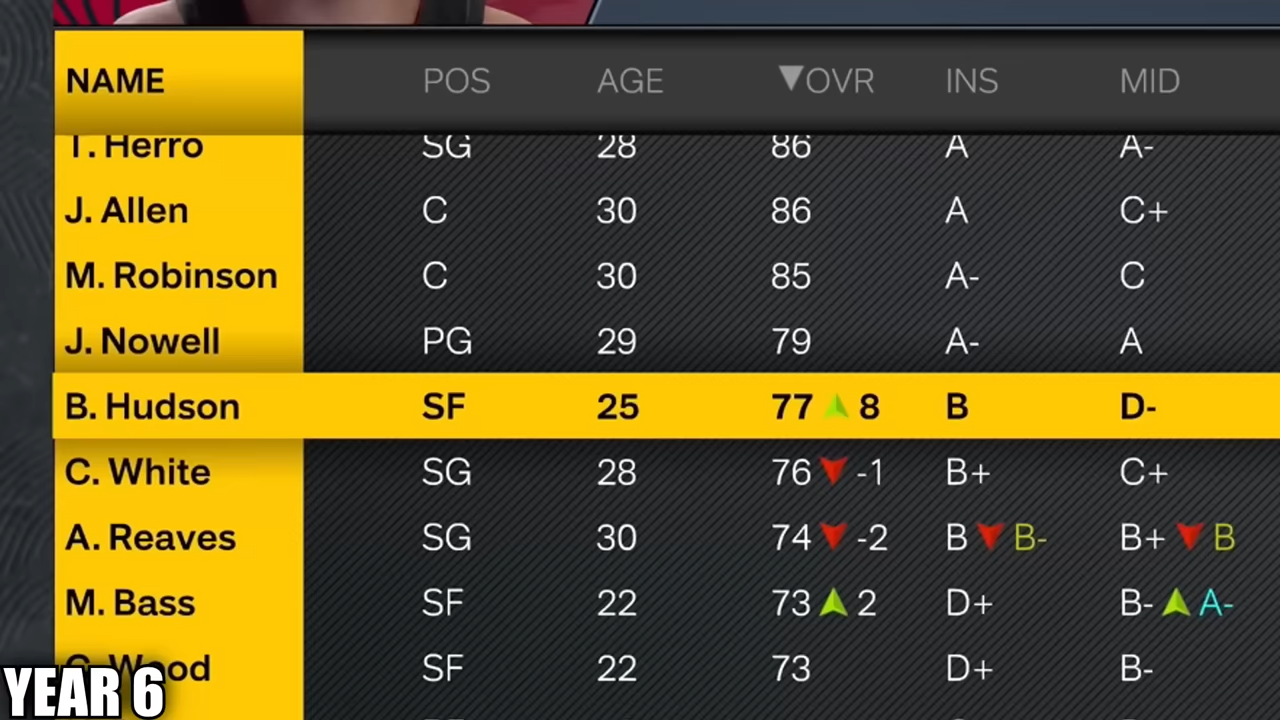 NAME POS AGE ▼OVR INS MID
T. Herro SG 28 86 A A-
J. Allen C 30 86 A C+
M. Robinson C 30 85 A- C
J. Nowell PG 29 79 A- A
B. Hudson SF 25 77 ▲ 8 B D-
C. White SG 28 76 ▼ -1 B+ C+
A. Reaves SG 30 74 ▼ -2 B ▼ B- B+ ▼ B
M. Bass SF 22 73 ▲ 2 D+ B- ▲ A-
Wood SF 22 73 D+ B-
YEAR 6